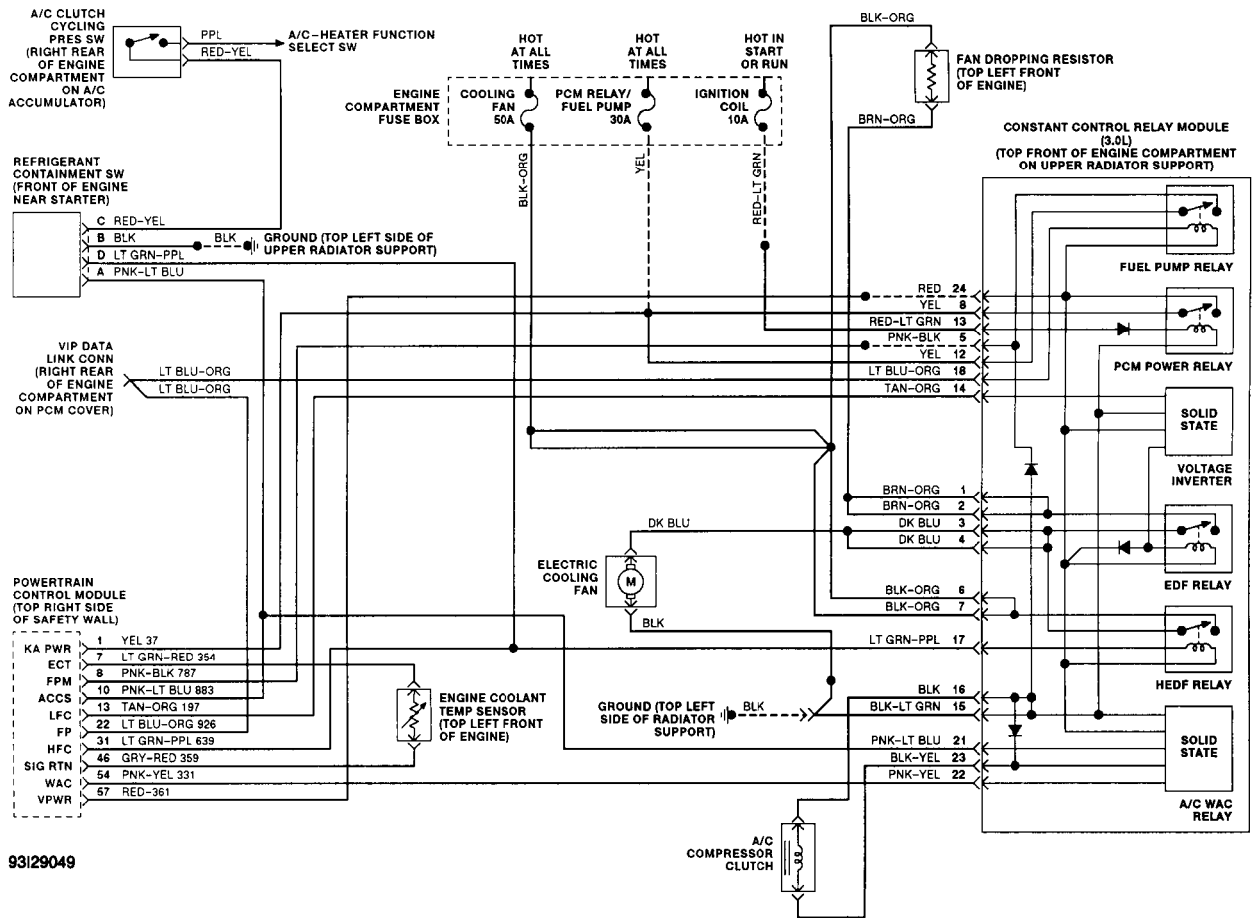 A/C CLUTCH
CYCLING
PRES SW
(RIGHT REAR
OF ENGINE
COMPARTMENT
ON A/C
ACCUMULATOR)
PPL
RED-YEL
A/C-HEATER FUNCTION
SELECT SW
HOT
AT ALL
TIMES
HOT
AT ALL
TIMES
HOT IN
START
OR RUN
ENGINE
COMPARTMENT
FUSE BOX
COOLING
FAN
50A
PCM RELAY/
FUEL PUMP
30A
IGNITION
COIL
10A
BLK-ORG
YEL
RED-LT GRN
BLK-ORG
FAN DROPPING RESISTOR
(TOP LEFT FRONT
OF ENGINE)
BRN-ORG
CONSTANT CONTROL RELAY MODULE
(3.0L)
(TOP FRONT OF ENGINE COMPARTMENT
ON UPPER RADIATOR SUPPORT)
REFRIGERANT
CONTAINMENT SW
(FRONT OF ENGINE
NEAR STARTER)
C RED-YEL
B BLK
BLK
GROUND (TOP LEFT SIDE OF
UPPER RADIATOR SUPPORT)
D LT GRN-PPL
A PNK-LT BLU
VIP DATA
LINK CONN
(RIGHT REAR
OF ENGINE
COMPARTMENT
ON PCM COVER)
LT BLU-ORG
LT BLU-ORG
RED 24
YEL 8
RED-LT GRN 13
PNK-BLK 5
YEL 12
LT BLU-ORG 18
TAN-ORG 14
FUEL PUMP RELAY
PCM POWER RELAY
SOLID
STATE
VOLTAGE
INVERTER
BRN-ORG 1
BRN-ORG 2
DK BLU 3
DK BLU 4
DK BLU
ELECTRIC
COOLING
FAN
M
BLK
EDF RELAY
BLK-ORG 6
BLK-ORG 7
LT GRN-PPL 17
HEDF RELAY
BLK 16
BLK-LT GRN 15
PNK-LT BLU 21
BLK-YEL 23
PNK-YEL 22
SOLID
STATE
A/C WAC
RELAY
POWERTRAIN
CONTROL MODULE
(TOP RIGHT SIDE
OF SAFETY WALL)
KA PWR 1 YEL 37
ECT 7 LT GRN-RED 354
FPM 8 PNK-BLK 787
ACCS 10 PNK-LT BLU 883
LFC 13 TAN-ORG 197
FP 22 LT BLU-ORG 926
HFC 31 LT GRN-PPL 639
SIG RTN 46 GRY-RED 359
WAC 54 PNK-YEL 331
VPWR 57 RED-361
ENGINE COOLANT
TEMP SENSOR
(TOP LEFT FRONT
OF ENGINE)
GROUND (TOP LEFT
SIDE OF RADIATOR
SUPPORT)
BLK
A/C
COMPRESSOR
CLUTCH
93I29049